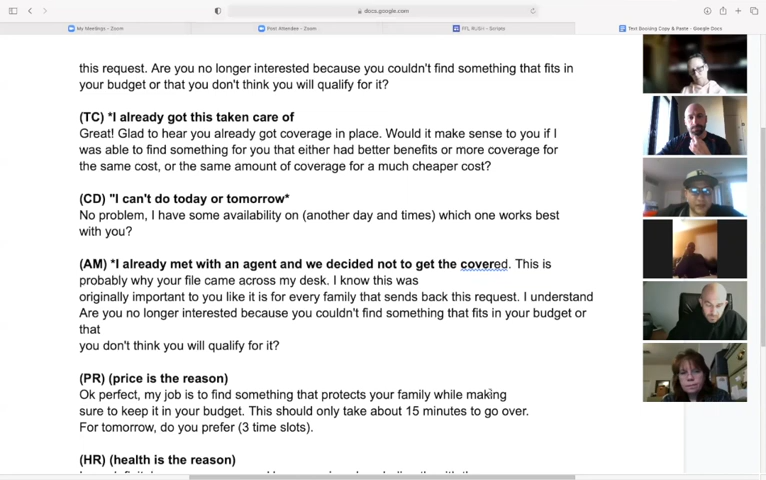 docs.google.com
My Meetings - Zoom
Post Attendee - Zoom
FFL RUSH - Scripts
Text Booking Copy & Paste - Google Docs
this request. Are you no longer interested because you couldn't find something that fits in
your budget or that you don't think you will qualify for it?
(TC) *I already got this taken care of
Great! Glad to hear you already got coverage in place. Would it make sense to you if I
was able to find something for you that either had better benefits or more coverage for
the same cost, or the same amount of coverage for a much cheaper cost?
(CD) "I can't do today or tomorrow*
No problem, I have some availability on (another day and times) which one works best
with you?
(AM) *I already met with an agent and we decided not to get the covered. This is
probably why your file came across my desk. I know this was
originally important to you like it is for every family that sends back this request. I understand
Are you no longer interested because you couldn't find something that fits in your budget or
that
you don't think you will qualify for it?
(PR) (price is the reason)
Ok perfect, my job is to find something that protects your family while making
sure to keep it in your budget. This should only take about 15 minutes to go over.
For tomorrow, do you prefer (3 time slots).
(HR) (health is the reason)